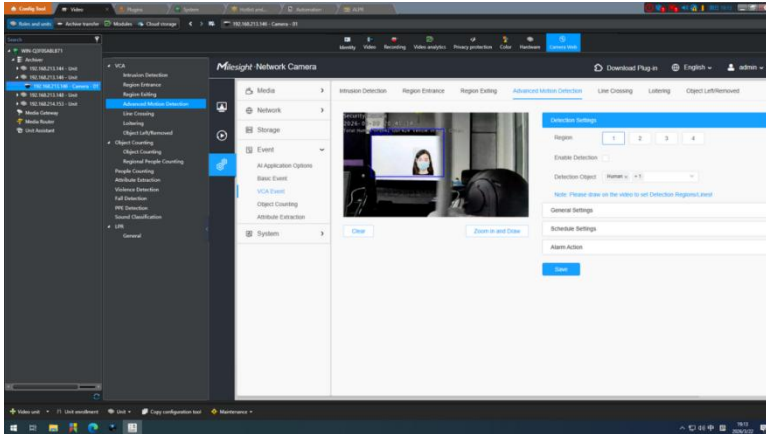 Config Tool
Video
Plugins
System
Automation
ALPR
Roles and units
Archive transfer
Modules
Cloud storage
192.168.213.146 - Camera - 01
Search
Identity
Video
Recording
Video analytics
Privacy protection
Color
Hardware
Camera Web
Archiver
192.168.213.144 - Unit
192.168.213.146 - Unit
192.168.213.146 - Camera - 01
192.168.213.148 - Unit
192.168.214.153 - Unit
Media Gateway
Media Router
Unit Assistant
VCA
Intrusion Detection
Region Entrance
Region Exiting
Advanced Motion Detection
Line Crossing
Loitering
Object Left/Removed
Object Counting
Object Counting
Regional People Counting
People Counting
Attribute Extraction
Violence Detection
Fall Detection
PPE Detection
Sound Classification
LPR
General
Milesight Network Camera
Download Plug-in
English
admin
Media
Network
Storage
Event
AI Application Options
Basic Event
VCA Event
Object Counting
Attribute Extraction
System
Intrusion Detection
Region Entrance
Region Exiting
Advanced Motion Detection
Line Crossing
Loitering
Object Left/Removed
Clear
Zoom in and Draw
Detection Settings
Region
1
2
3
4
Enable Detection
Detection Object
Human
+ 1
Note: Please draw on the video to set Detection Regions/Lines!
General Settings
Schedule Settings
Alarm Action
Save
Video unit
Unit enrollment
Unit
Copy configuration tool
Maintenance